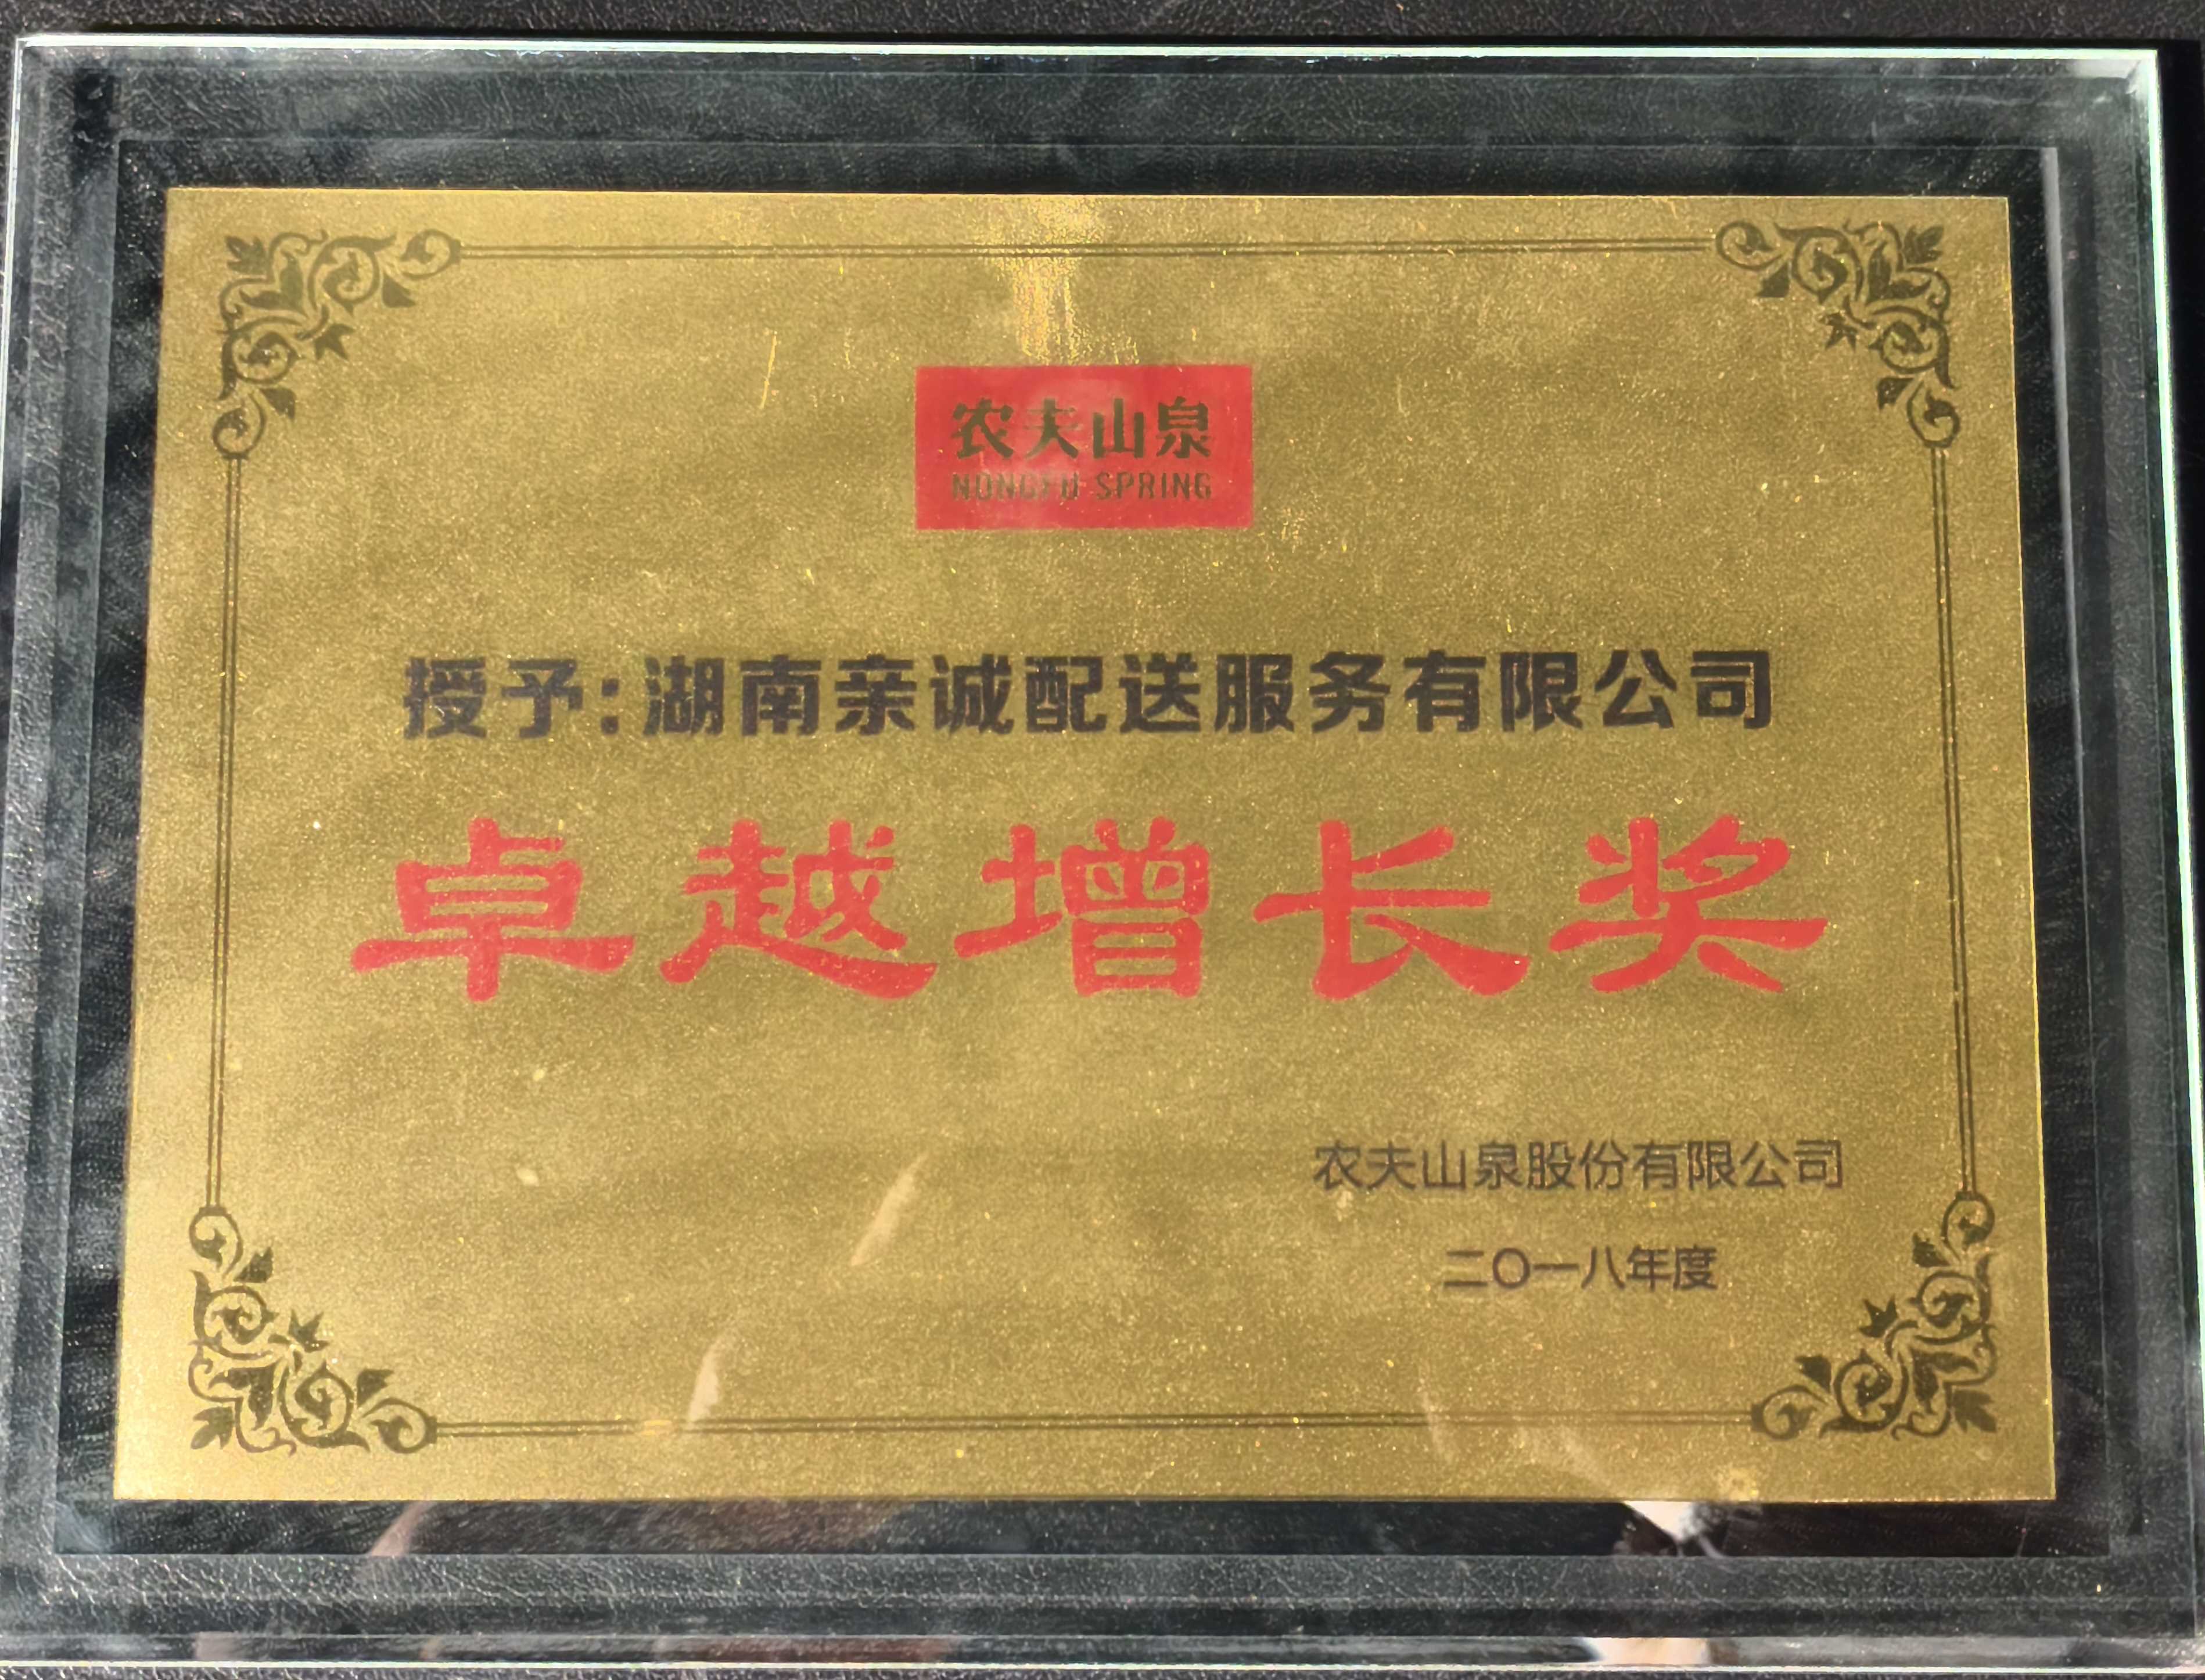 农夫山泉
NONGFU SPRING
授予:湖南亲诚配送服务有限公司
卓越增长奖
农夫山泉股份有限公司
二〇一八年度